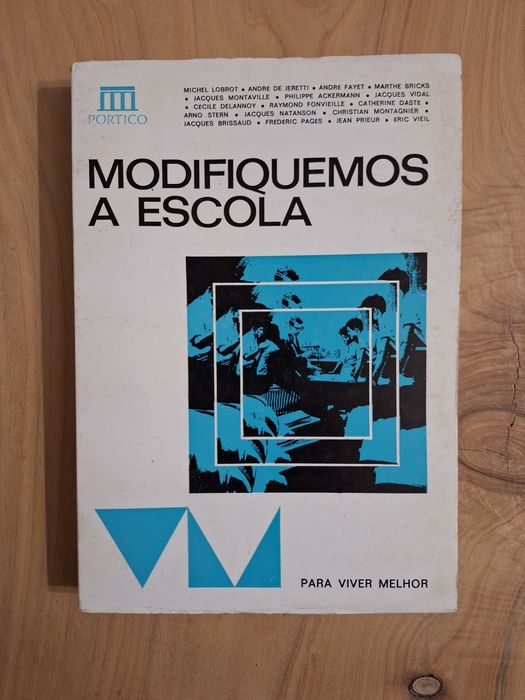 PORTICO
MICHEL LOBROT • ANDRE DE JERETTI • ANDRE FAYET • MARTHE BRICKS
• JACQUES MONTAVILLE • PHILIPPE ACKERMANN • JACQUES VIDAL
• CECILE DELANNOY • RAYMOND FONVIEILLE • CATHERINE DASTE •
ARNO STERN • JACQUES NATANSON • CHRISTIAN MONTAGNIER •
JACQUES BRISSAUD • FREDERIC PAGES • JEAN PRIEUR • ERIC VIEIL
MODIFIQUEMOS
A ESCOLA
VM
PARA VIVER MELHOR